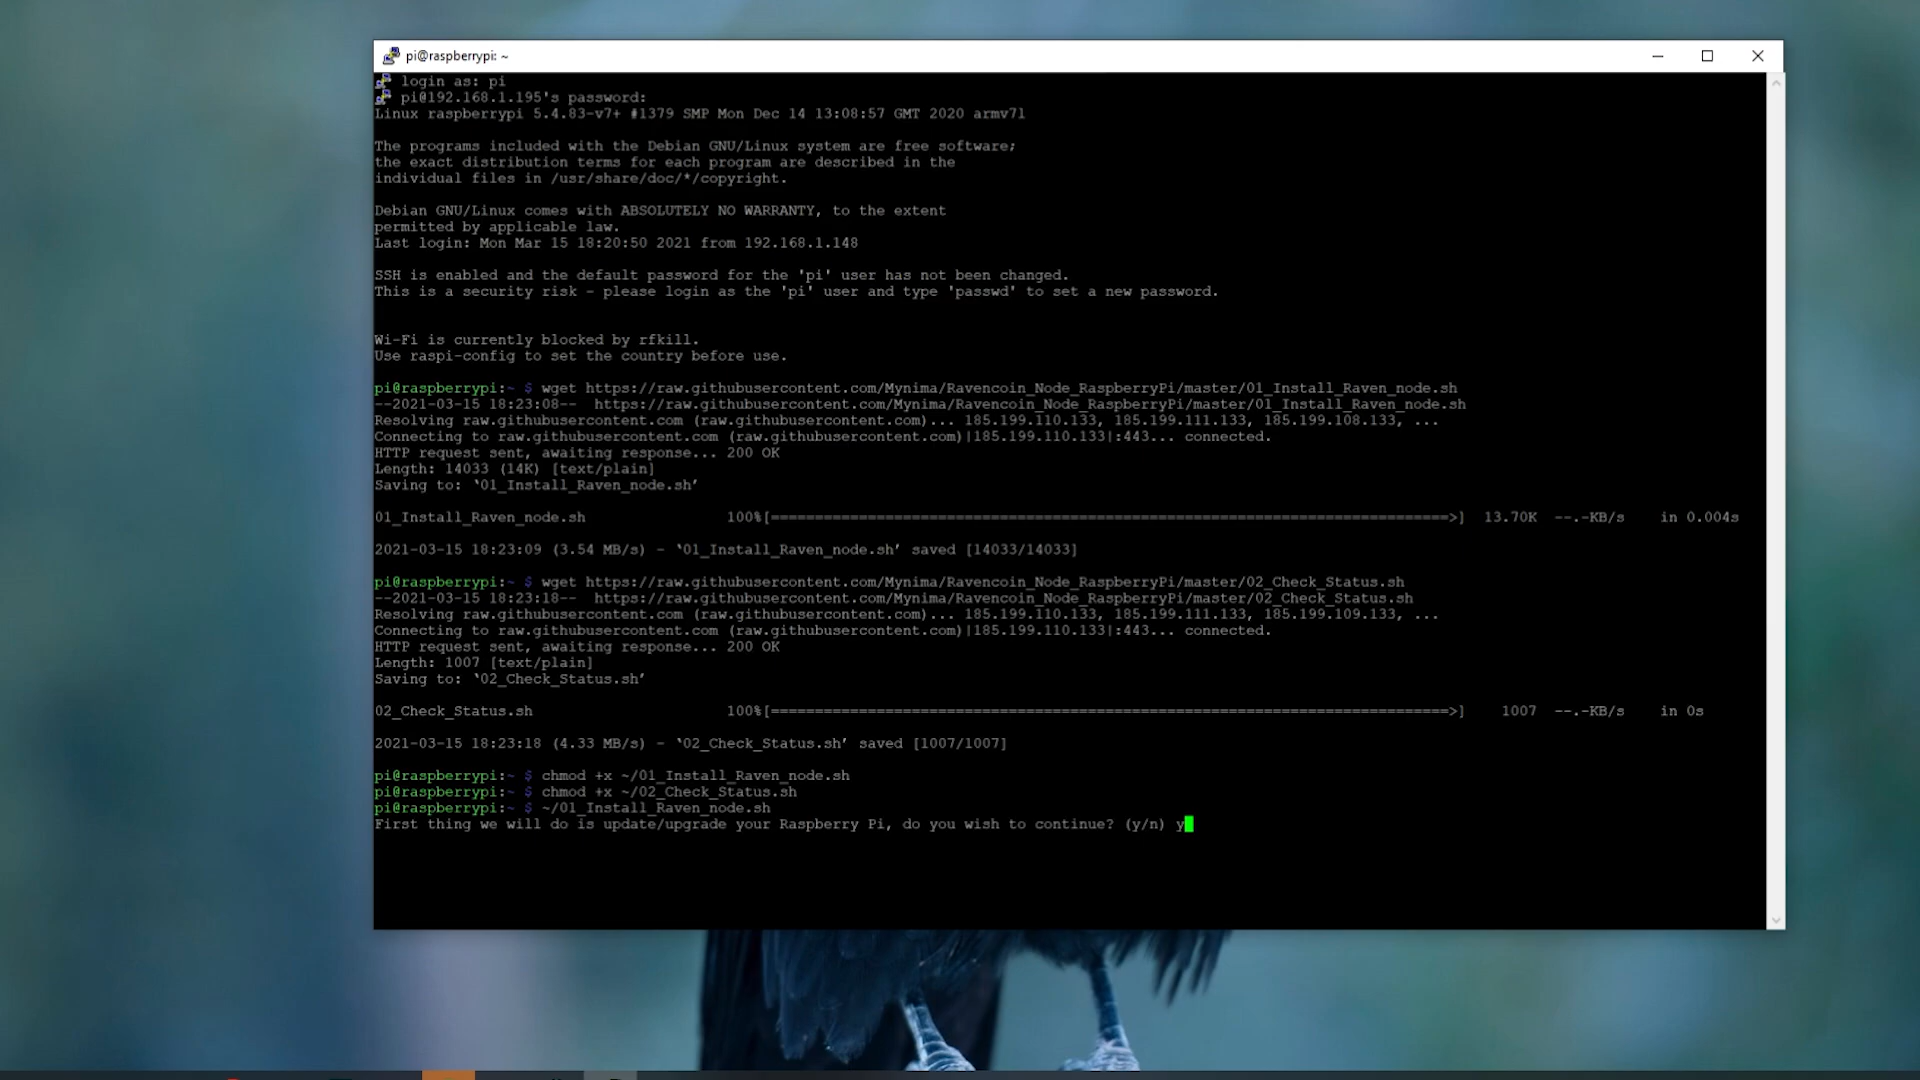 pi@raspberrypi: ~
login as: pi
pi@192.168.1.195's password:
Linux raspberrypi 5.4.83-v7+ #1379 SMP Mon Dec 14 13:08:57 GMT 2020 armv7l
The programs included with the Debian GNU/Linux system are free software;
the exact distribution terms for each program are described in the
individual files in /usr/share/doc/*/copyright.
Debian GNU/Linux comes with ABSOLUTELY NO WARRANTY, to the extent
permitted by applicable law.
Last login: Mon Mar 15 18:20:50 2021 from 192.168.1.148
SSH is enabled and the default password for the 'pi' user has not been changed.
This is a security risk - please login as the 'pi' user and type 'passwd' to set a new password.
Wi-Fi is currently blocked by rfkill.
Use raspi-config to set the country before use.
pi@raspberrypi:~ $ wget https://raw.githubusercontent.com/Mynima/Ravencoin_Node_RaspberryPi/master/01_Install_Raven_node.sh
--2021-03-15 18:23:08--  https://raw.githubusercontent.com/Mynima/Ravencoin_Node_RaspberryPi/master/01_Install_Raven_node.sh
Resolving raw.githubusercontent.com (raw.githubusercontent.com)... 185.199.110.133, 185.199.111.133, 185.199.108.133, ...
Connecting to raw.githubusercontent.com (raw.githubusercontent.com)|185.199.110.133|:443... connected.
HTTP request sent, awaiting response... 200 OK
Length: 14033 (14K) [text/plain]
Saving to: ‘01_Install_Raven_node.sh’
01_Install_Raven_node.sh 100%[=============================================================================>] 13.70K --.-KB/s in 0.004s
2021-03-15 18:23:09 (3.54 MB/s) - ‘01_Install_Raven_node.sh’ saved [14033/14033]
pi@raspberrypi:~ $ wget https://raw.githubusercontent.com/Mynima/Ravencoin_Node_RaspberryPi/master/02_Check_Status.sh
--2021-03-15 18:23:18--  https://raw.githubusercontent.com/Mynima/Ravencoin_Node_RaspberryPi/master/02_Check_Status.sh
Resolving raw.githubusercontent.com (raw.githubusercontent.com)... 185.199.110.133, 185.199.111.133, 185.199.109.133, ...
Connecting to raw.githubusercontent.com (raw.githubusercontent.com)|185.199.110.133|:443... connected.
HTTP request sent, awaiting response... 200 OK
Length: 1007 [text/plain]
Saving to: ‘02_Check_Status.sh’
02_Check_Status.sh 100%[=============================================================================>] 1007 --.-KB/s in 0s
2021-03-15 18:23:18 (4.33 MB/s) - ‘02_Check_Status.sh’ saved [1007/1007]
pi@raspberrypi:~ $ chmod +x ~/01_Install_Raven_node.sh
pi@raspberrypi:~ $ chmod +x ~/02_Check_Status.sh
pi@raspberrypi:~ $ ~/01_Install_Raven_node.sh
First thing we will do is update/upgrade your Raspberry Pi, do you wish to continue? (y/n) y